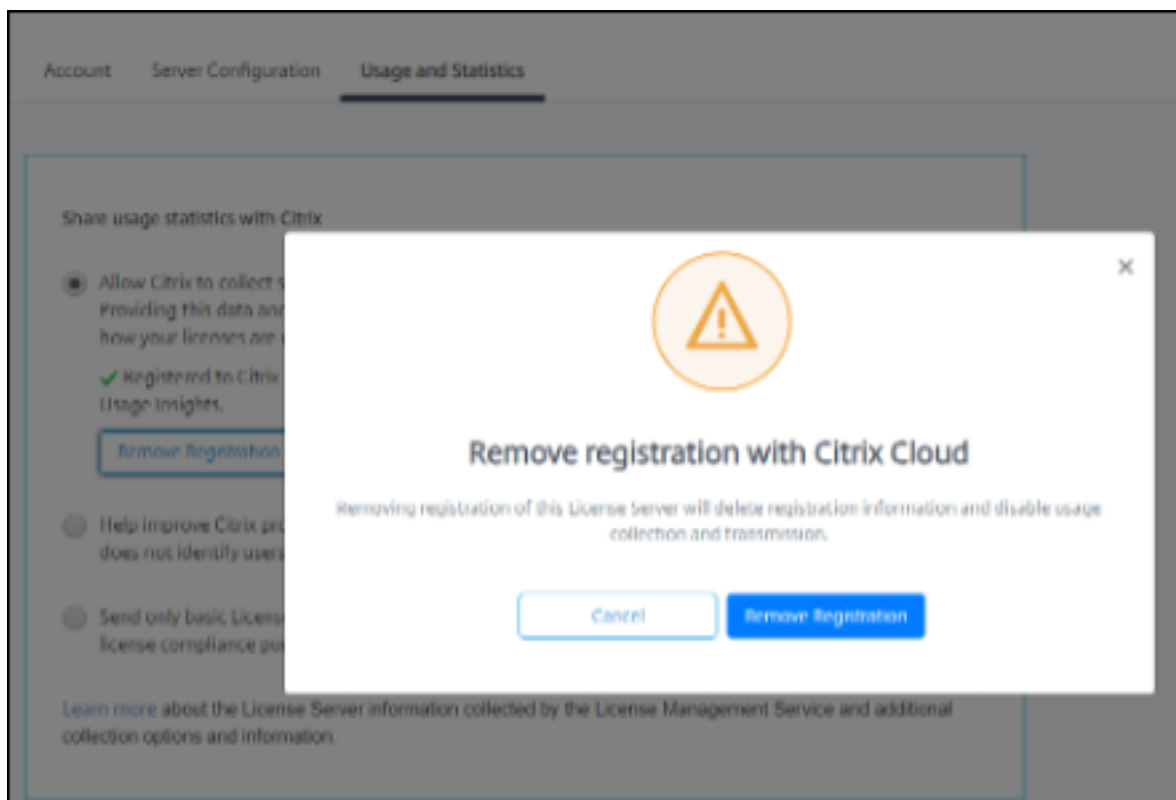 Account Server Configuration Usage and Statistics
Share usage statistics with Citrix
Allow Citrix to collect s
Providing this data and
how your licenses are
Registered to Citrix
Usage Insights.
Remove Registration
Help improve Citrix pro
does not identify users
Send only basic Licens
license compliance pu
Learn more about the License Server information collected by the License Management Service and additional
collection options and information.
Remove registration with Citrix Cloud
Removing registration of this License Server will delete registration information and disable usage
collection and transmission.
Cancel Remove Registration